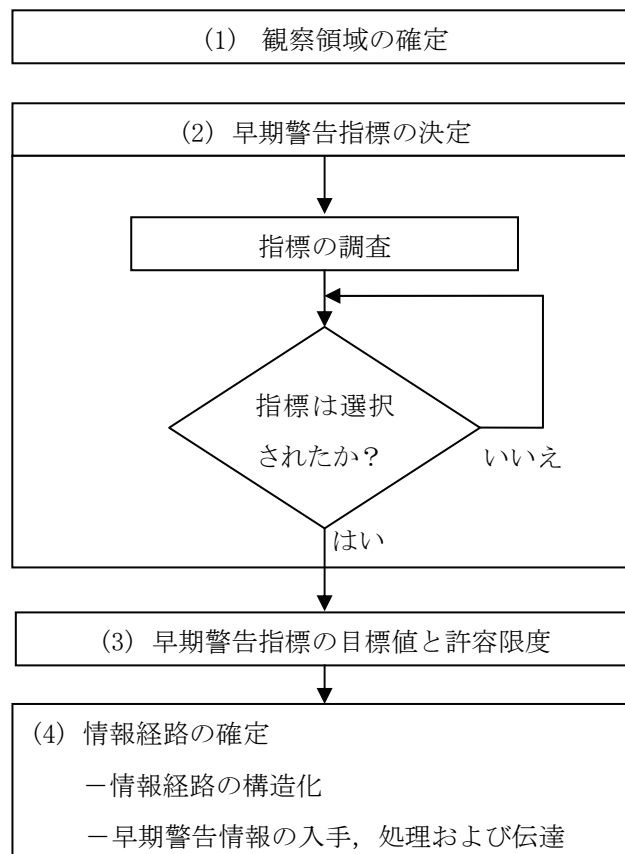 (1) 観察領域の確定
(2) 早期警告指標の決定
指標の調査
指標は選択
されたか？
いいえ
はい
(3) 早期警告指標の目標値と許容限度
(4) 情報経路の確定
－情報経路の構造化
－早期警告情報の入手，処理および伝達